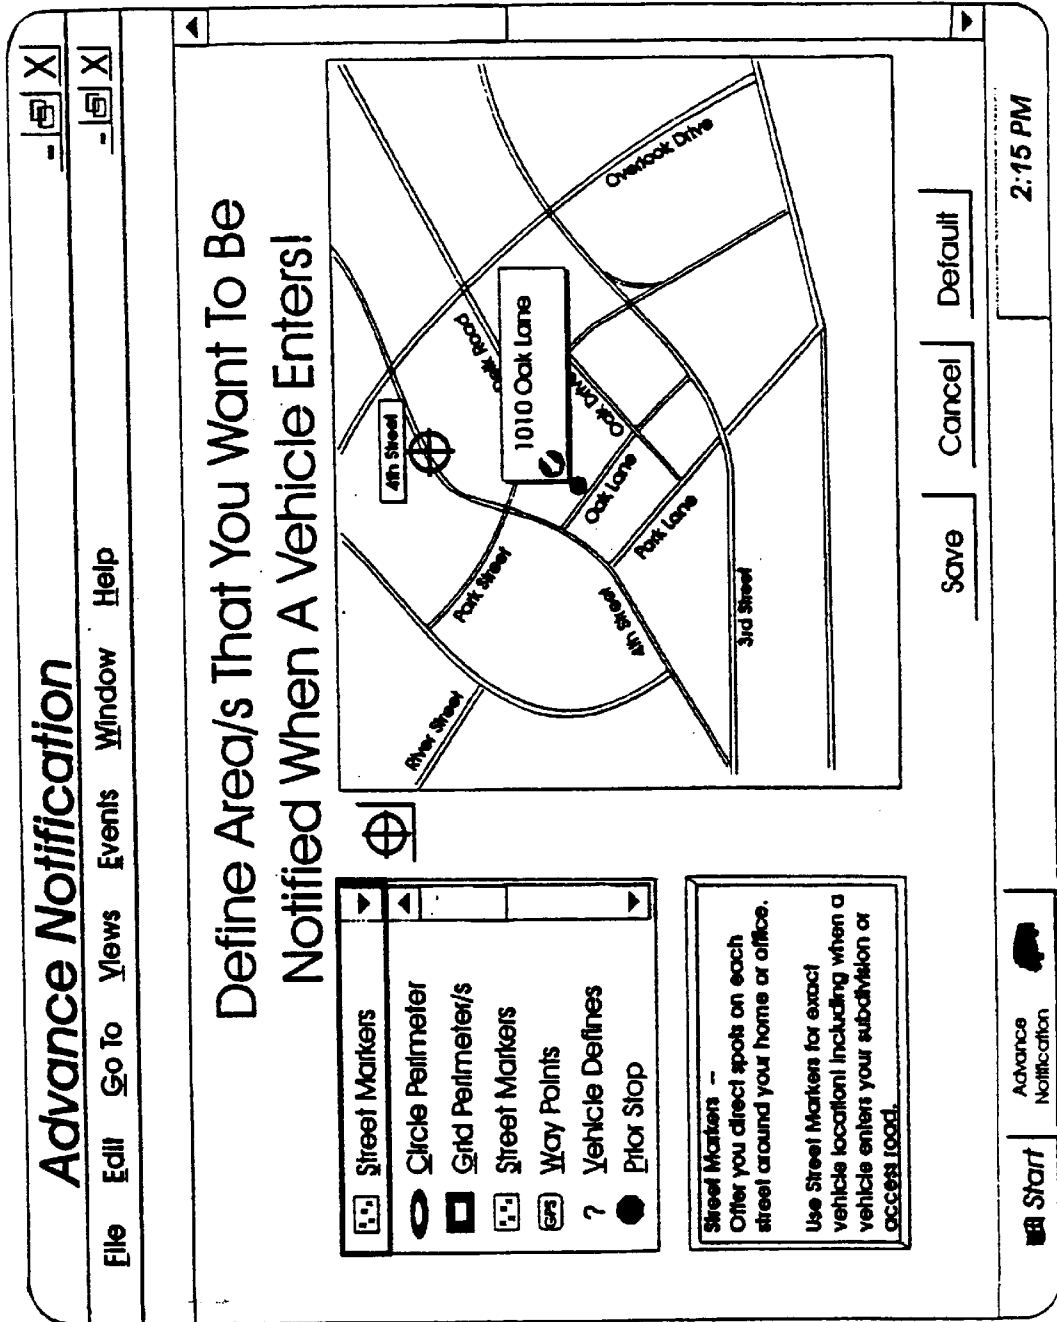 Advance Notification
File Edit Go To Views Events Window Help
Define Area/s That You Want To Be
Notified When A Vehicle Enters!
Street Markers
Circle Perimeter
Grid Perimeter/s
Street Markers
GPS Way Points
? Vehicle Defines
Prior Stop
Street Markers --
Offer you direct spots on each
street around your home or office.
Use Street Markers for exact
vehicle location! Including when a
vehicle enters your subdivision or
access road.
River Street
Park Street
4th Street
4th Street
1010 Oak Lane
Road
Oak Drive
Oak Lane
Park Lane
3rd Street
Overlook Drive
Save Cancel Default
Start
Advance
Notification
2:15 PM